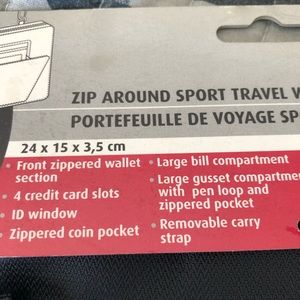 ZIP AROUND SPORT TRAVEL
PORTEFEUILLE DE VOYAGE
24 x 15 x 3,5 cm
• Front zippered wallet
section
• 4 credit card slots
• ID window
• Zippered coin pocket
• Large bill compartment
• Large gusset compartment
with pen loop and
zippered pocket
• Removable carry
strap